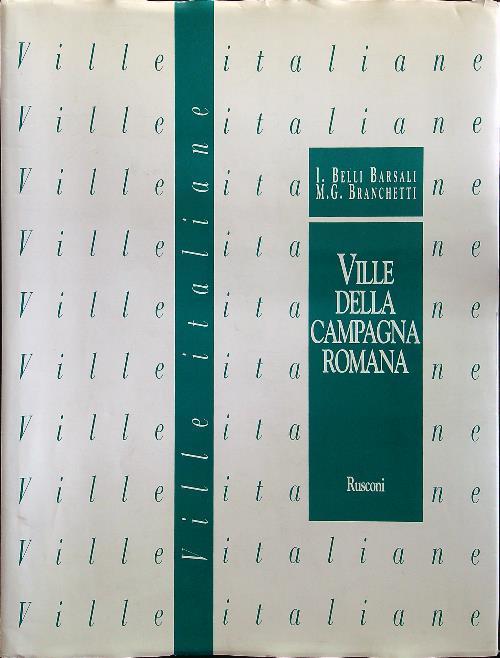 Ville italiane
Ville italiane
Ville ita ne
Ville ita ne
Ville ita ne
Ville ita ne
Ville ita ne
Ville ita ne
Ville italiane
Ville italiane
Ville italiane
I. BELLI BARSALI
M.G. BRANCHETTI
VILLE
DELLA
CAMPAGNA
ROMANA
Rusconi